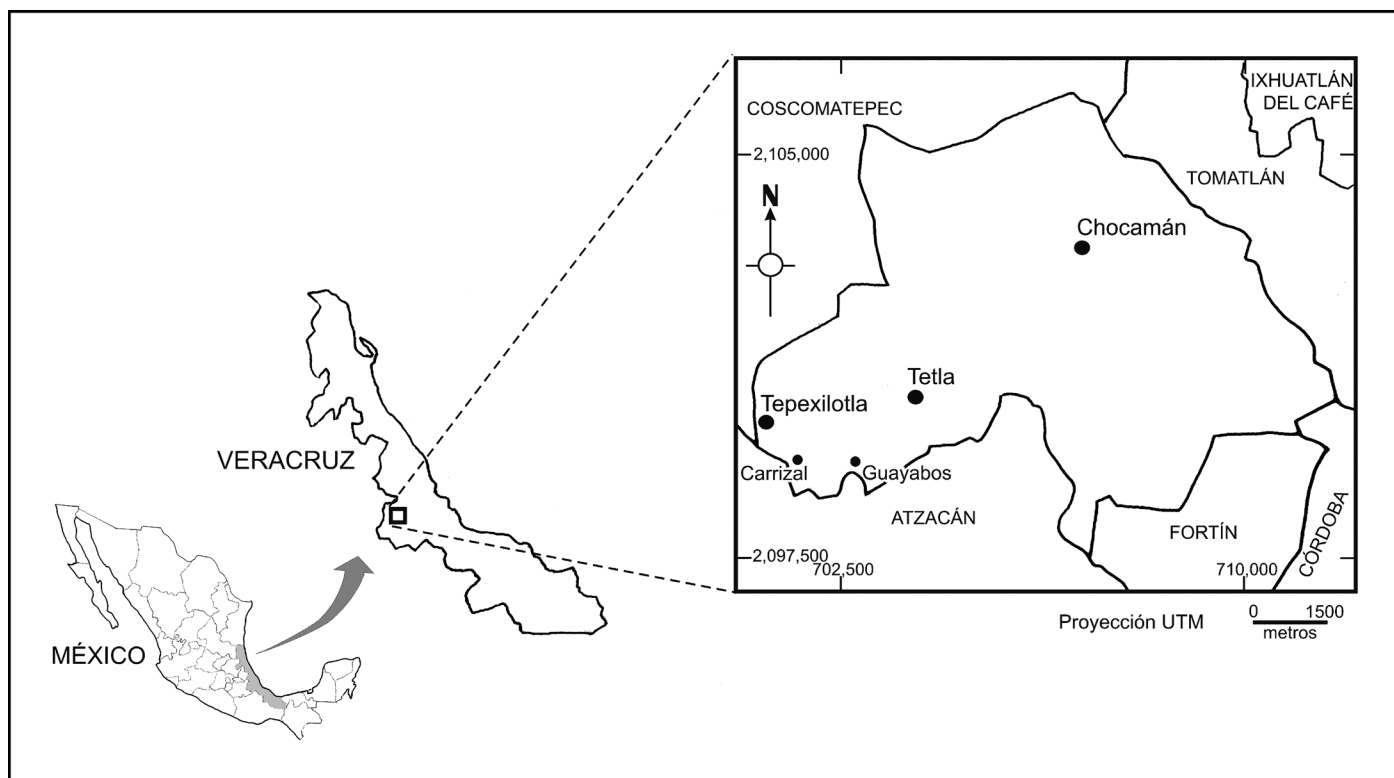 VERACRUZ
MÉXICO
COSCOMATEPEC
IXHUATLÁN
DEL CAFÉ
2,105,000
TOMATLÁN
N
Chocamán
Tetla
Tepexilotla
Carrizal
Guayabos
ATZACÁN
FORTÍN
CÓRDOBA
2,097,500
702,500
710,000
Proyección UTM
0 1500
metros